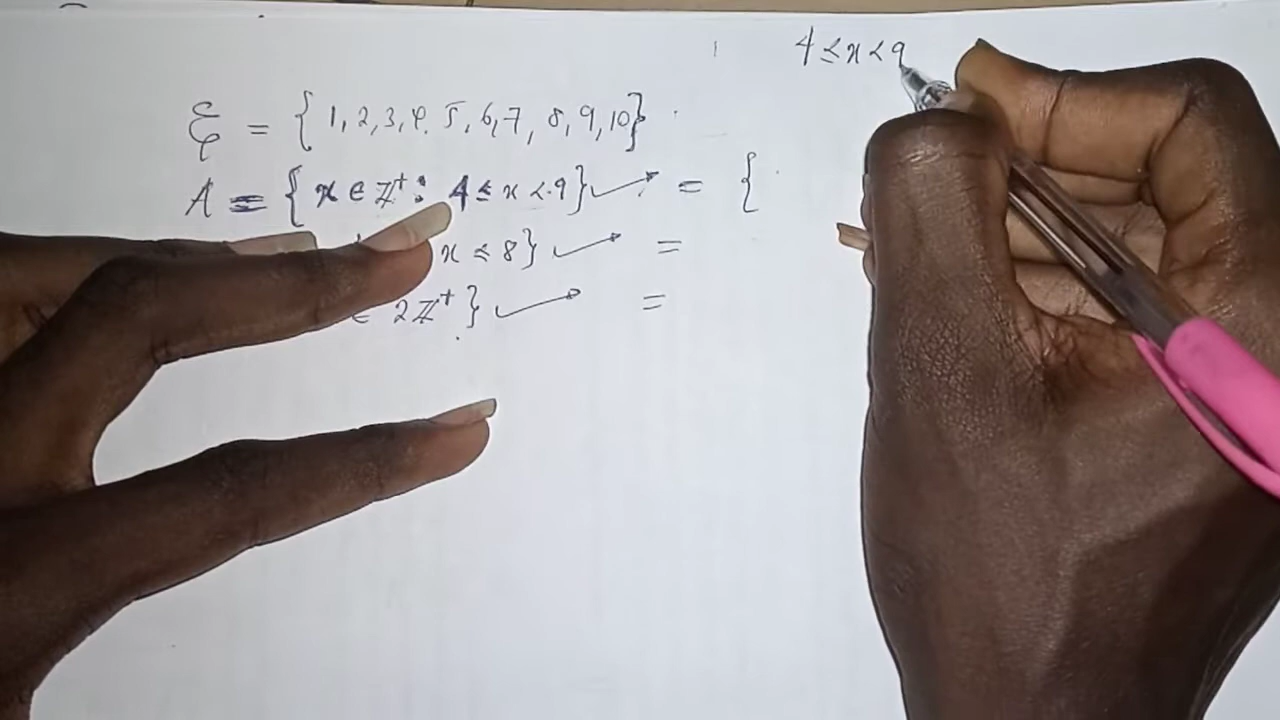 4 ≤ x < 9
ξ = { 1, 2, 3, 4, 5, 6, 7, 8, 9, 10}
A = { x ∈ ℤ⁺ : 4 ≤ x < 9} = {
x ≤ 8} =
∈ 2ℤ⁺ } =